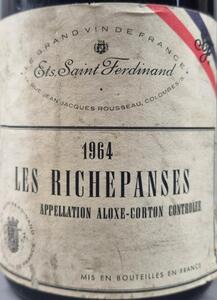 LE GRAND VIN DE FRANCE
Ets. Saint Ferdinand
RUE JEAN JACQUES ROUSSEAU, COLOMBES
1964
LES RICHEPANSES
APPELLATION ALOXE-CORTON CONTROLÉE
MIS EN BOUTEILLES EN FRANCE